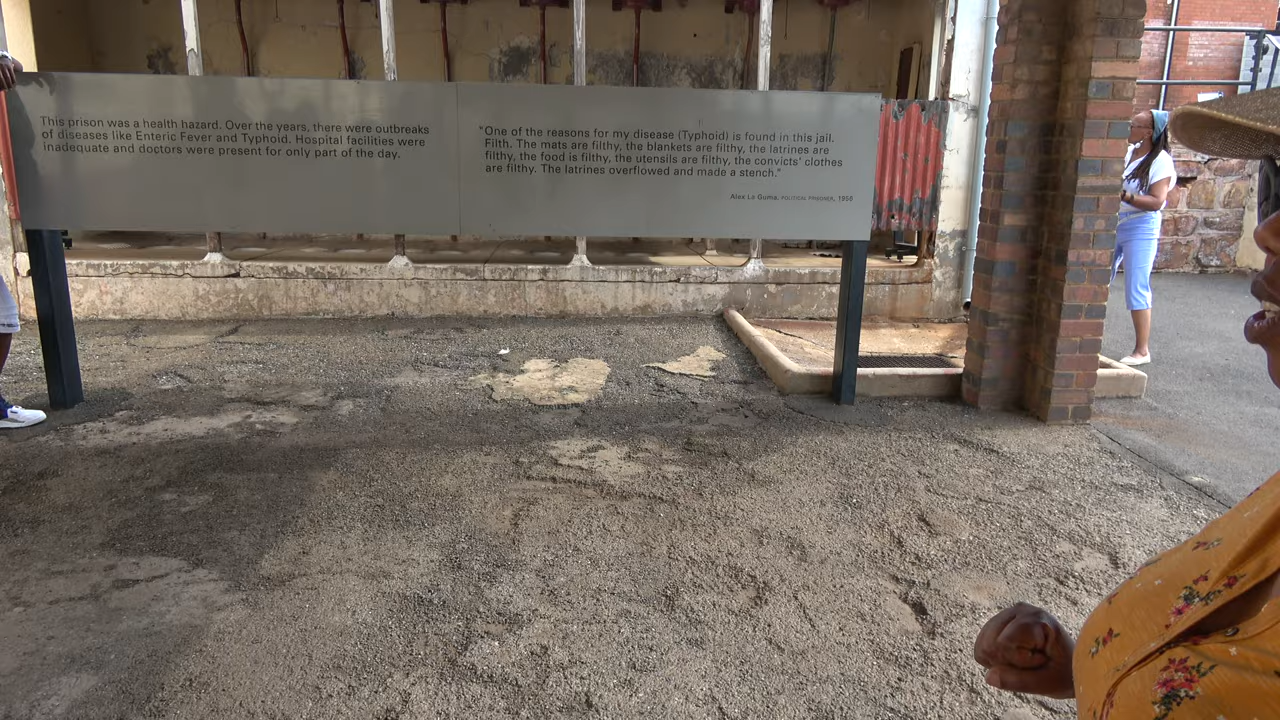 This prison was a health hazard. Over the years, there were outbreaks
of diseases like Enteric Fever and Typhoid. Hospital facilities were
inadequate and doctors were present for only part of the day.
"One of the reasons for my disease (Typhoid) is found in this jail.
Filth. The mats are filthy, the blankets are filthy, the latrines are
filthy, the food is filthy, the utensils are filthy, the convicts' clothes
are filthy. The latrines overflowed and made a stench."
Alex La Guma, POLITICAL PRISONER, 1956